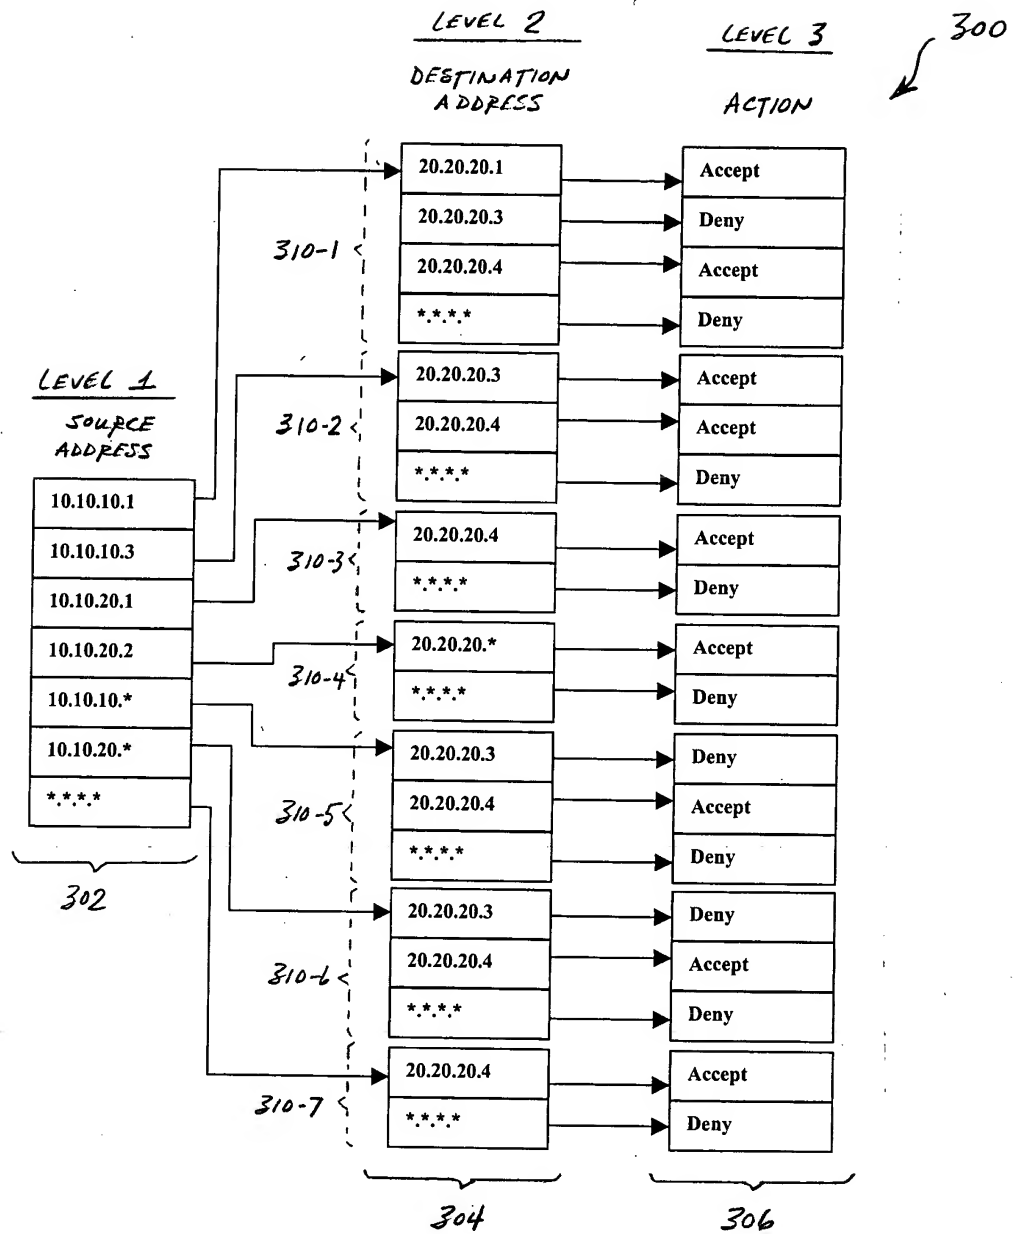 LEVEL 2
LEVEL 3
300
DESTINATION
ADDRESS
ACTION
20.20.20.1
Accept
20.20.20.3
Deny
310-1
20.20.20.4
Accept
*.*.*.*
Deny
LEVEL 1
SOURCE
ADDRESS
20.20.20.3
Accept
310-2
20.20.20.4
Accept
*.*.*.*
Deny
10.10.10.1
10.10.10.3
10.10.20.1
10.10.20.2
10.10.10.*
10.10.20.*
*.*.*.*
302
20.20.20.4
Accept
310-3
*.*.*.*
Deny
20.20.20.*
Accept
310-4
*.*.*.*
Deny
20.20.20.3
Deny
310-5
20.20.20.4
Accept
*.*.*.*
Deny
20.20.20.3
Deny
310-6
20.20.20.4
Accept
*.*.*.*
Deny
20.20.20.4
Accept
310-7
*.*.*.*
Deny
304
306